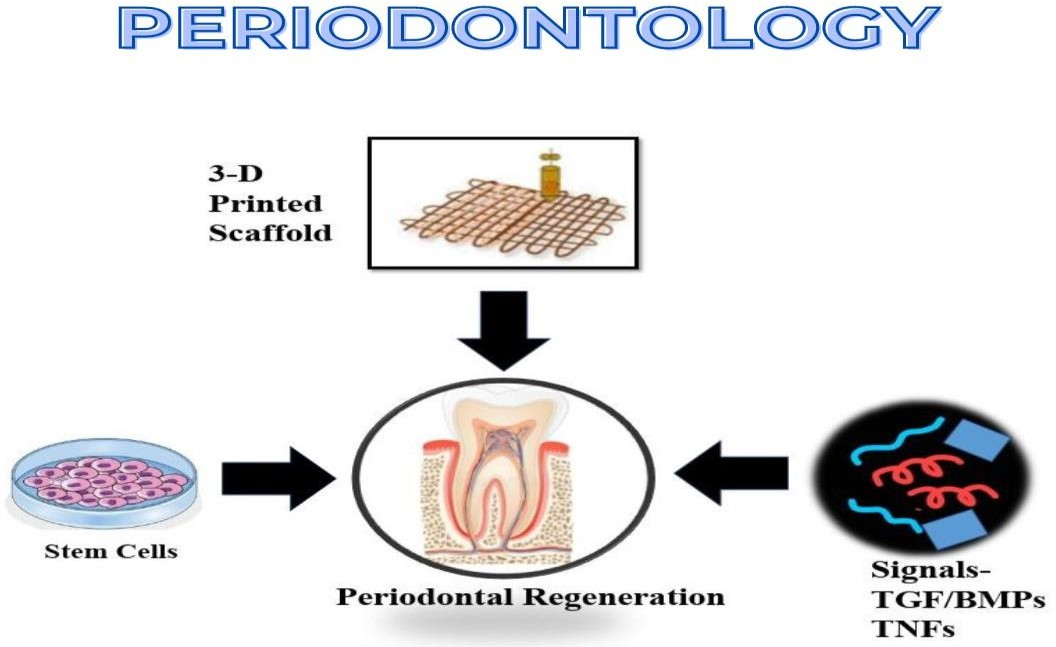 PERIODONTOLOGY
3-D
Printed
Scaffold
Stem Cells
Periodontal Regeneration
Signals-
TGF/BMPs
TNFs